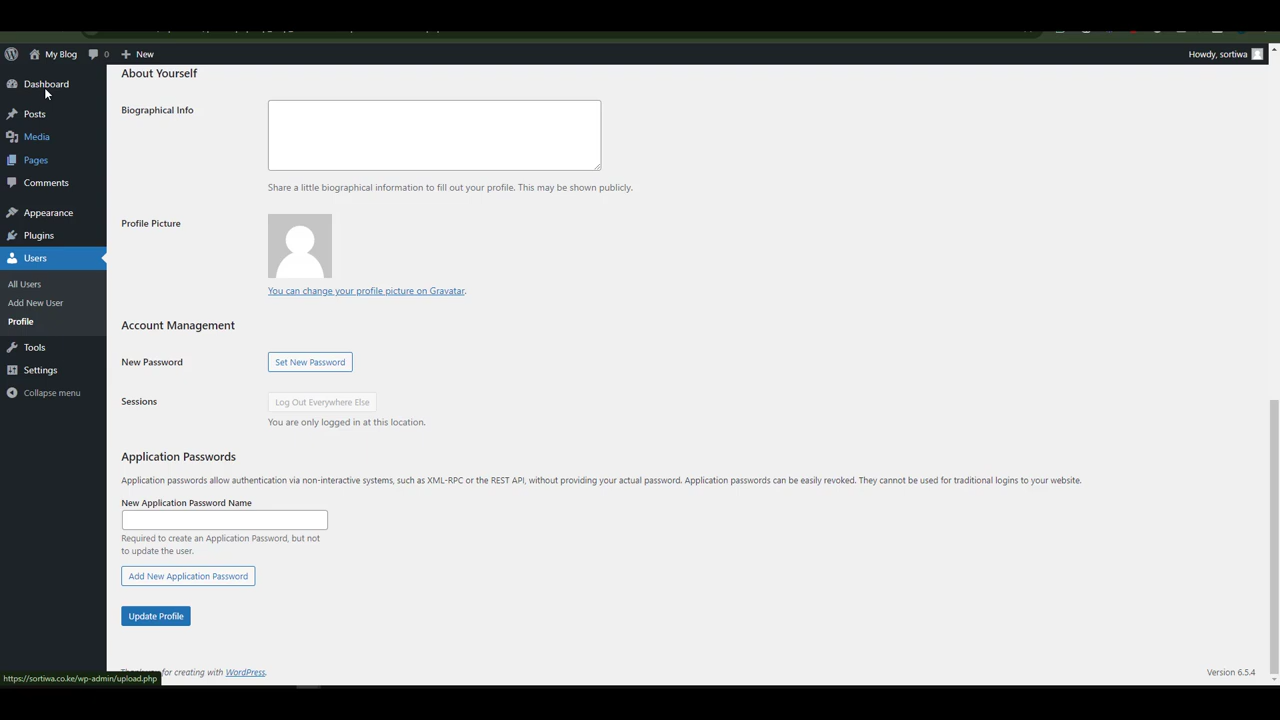 My Blog 0 + New Howdy, sortiwa
Dashboard
Posts
Media
Pages
Comments
Appearance
Plugins
Users
All Users
Add New User
Profile
Tools
Settings
Collapse menu
About Yourself
Biographical Info
Share a little biographical information to fill out your profile. This may be shown publicly.
Profile Picture
You can change your profile picture on Gravatar.
Account Management
New Password Set New Password
Sessions Log Out Everywhere Else
You are only logged in at this location.
Application Passwords
Application passwords allow authentication via non-interactive systems, such as XML-RPC or the REST API, without providing your actual password. Application passwords can be easily revoked. They cannot be used for traditional logins to your website.
New Application Password Name
Required to create an Application Password, but not
to update the user.
Add New Application Password
Update Profile
for creating with WordPress. Version 6.5.4
https://sortiwa.co.ke/wp-admin/upload.php